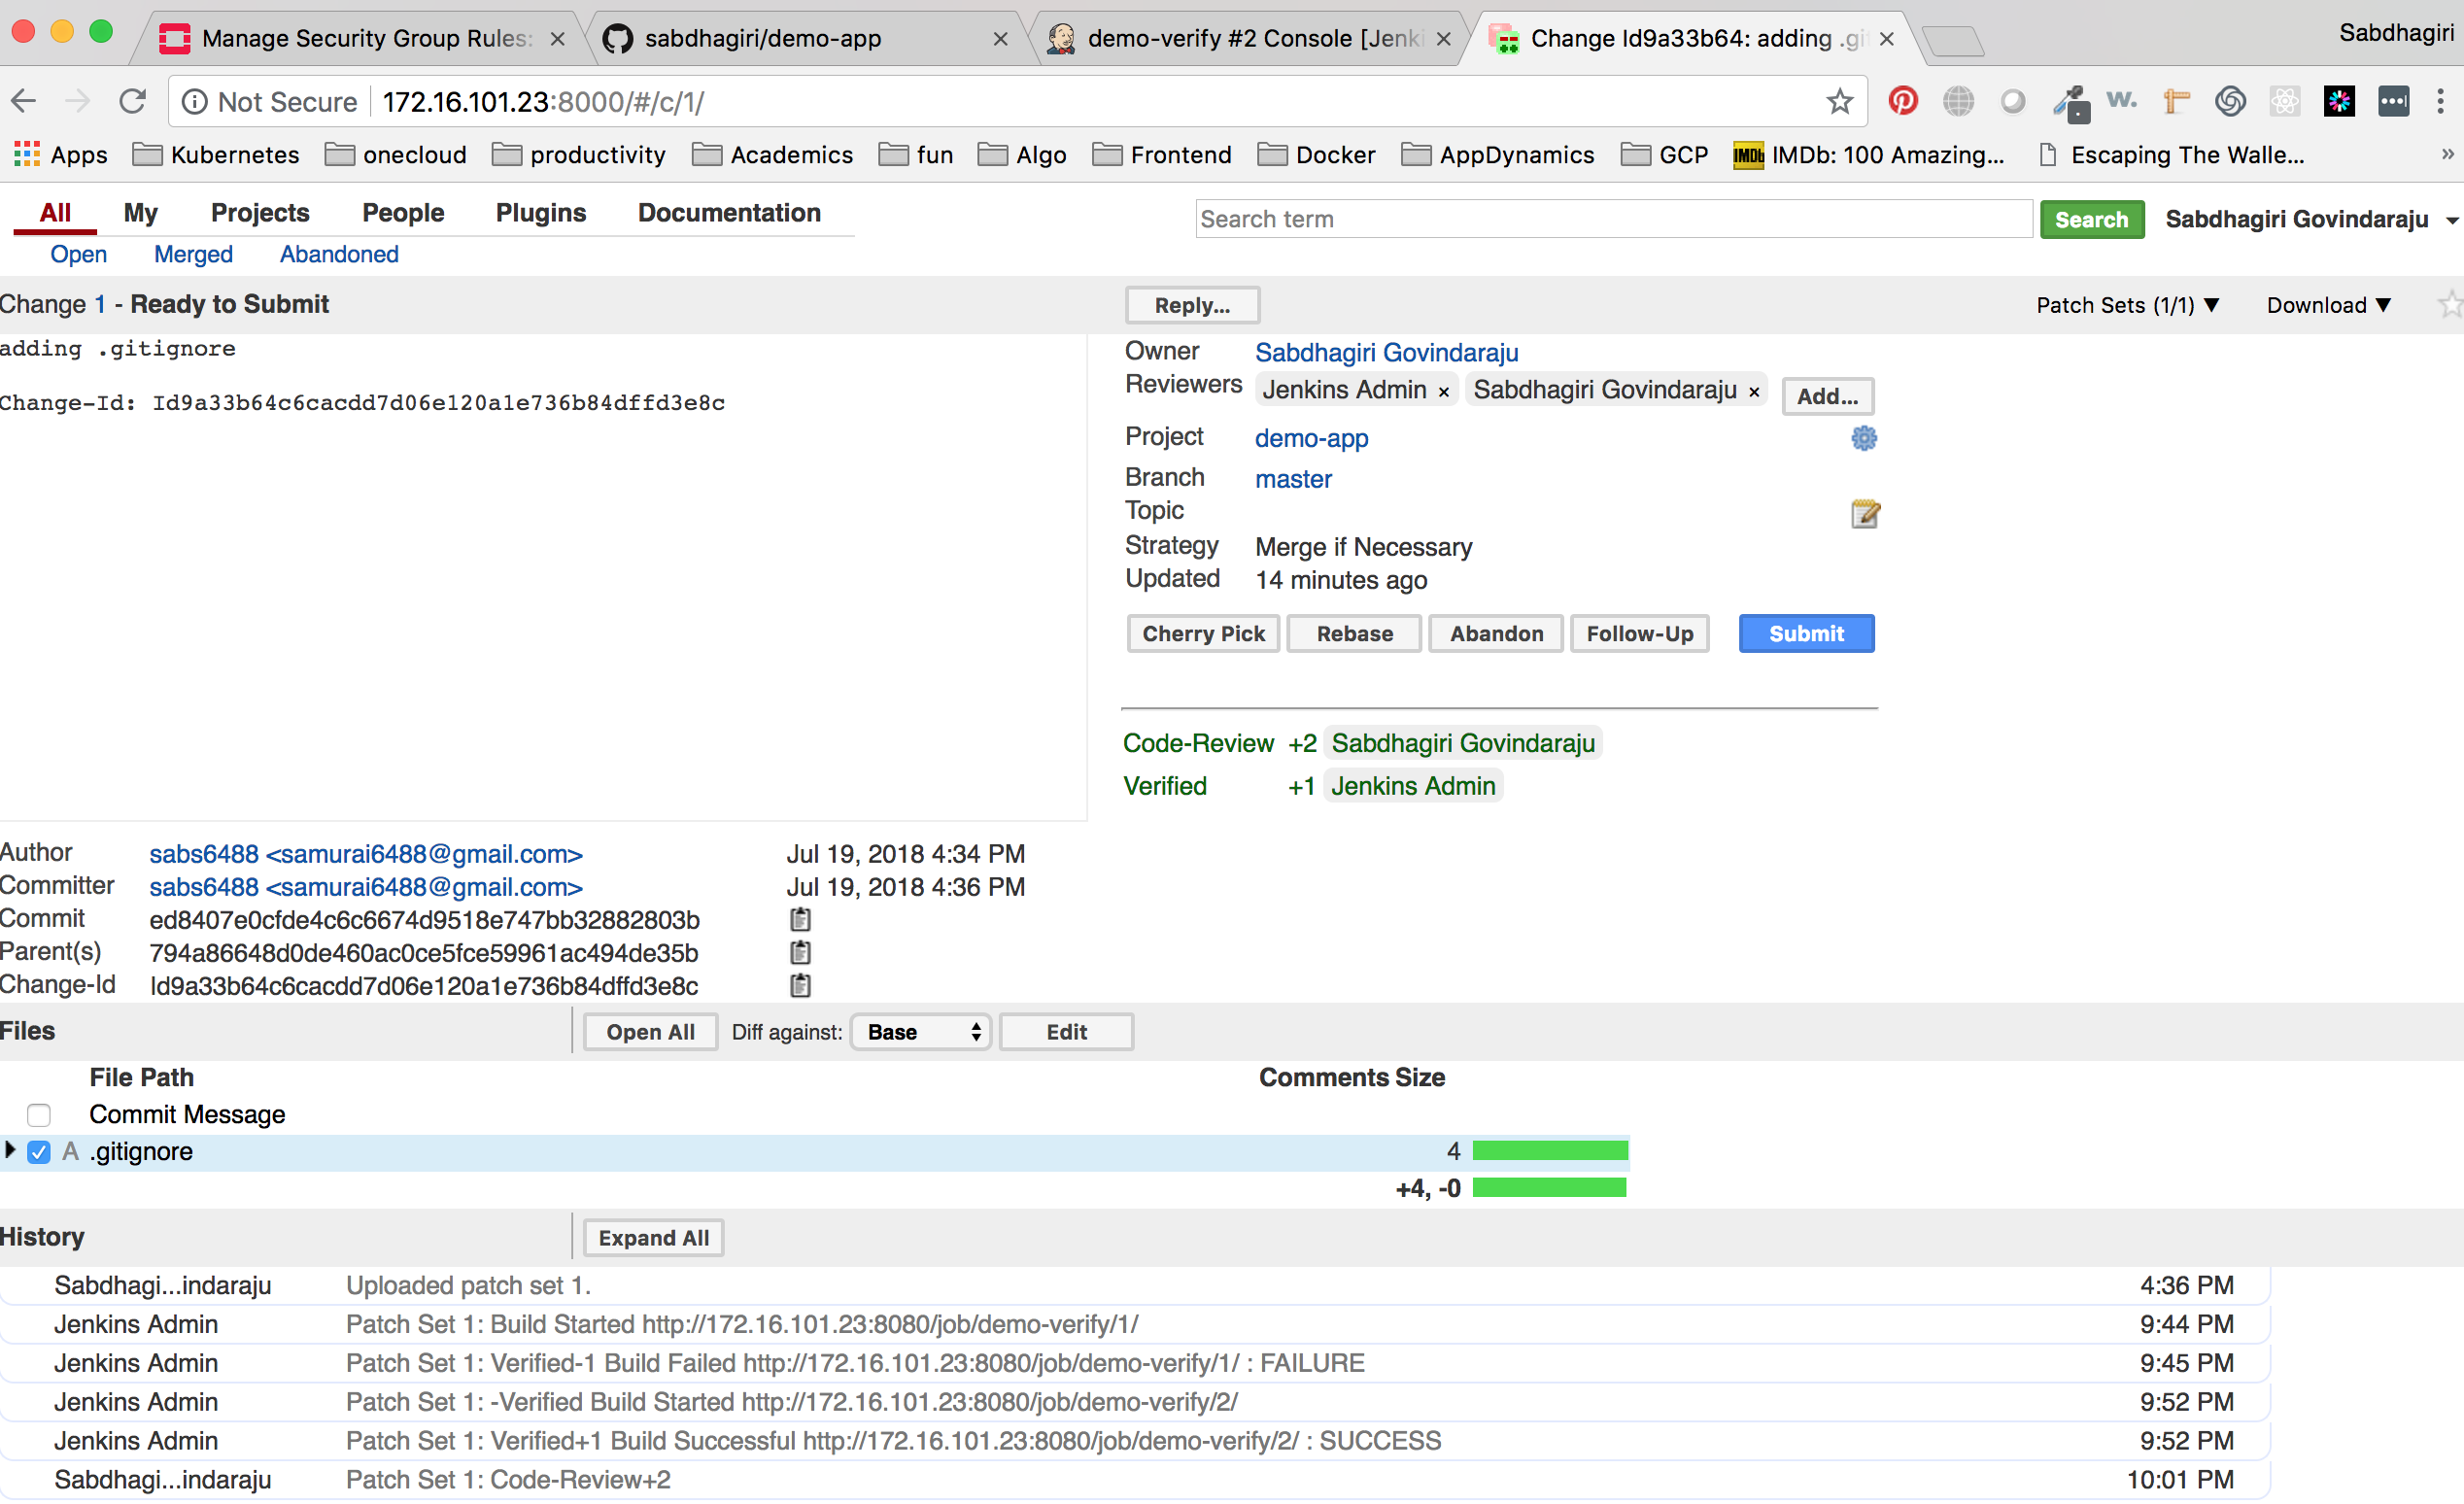 Manage Security Group Rules:
sabdhagiri/demo-app
demo-verify #2 Console [Jenki
Change Id9a33b64: adding .gi
Sabdhagiri
Not Secure 172.16.101.23:8000/#/c/1/
w.
Apps Kubernetes onecloud productivity Academics fun Algo Frontend Docker AppDynamics GCP IMDb IMDb: 100 Amazing... Escaping The Walle... »
All My Projects People Plugins Documentation
Search term Search Sabdhagiri Govindaraju
Open Merged Abandoned
Change 1 - Ready to Submit
Reply... Patch Sets (1/1) ▼ Download ▼
adding .gitignore
Change-Id: Id9a33b64c6cacdd7d06e120a1e736b84dffd3e8c
Owner Sabdhagiri Govindaraju
Reviewers Jenkins Admin × Sabdhagiri Govindaraju × Add...
Project demo-app
Branch master
Topic
Strategy Merge if Necessary
Updated 14 minutes ago
Cherry Pick Rebase Abandon Follow-Up Submit
Code-Review +2 Sabdhagiri Govindaraju
Verified +1 Jenkins Admin
Author sabs6488 <samurai6488@gmail.com> Jul 19, 2018 4:34 PM
Committer sabs6488 <samurai6488@gmail.com> Jul 19, 2018 4:36 PM
Commit ed8407e0cfde4c6c6674d9518e747bb32882803b
Parent(s) 794a86648d0de460ac0ce5fce59961ac494de35b
Change-Id Id9a33b64c6cacdd7d06e120a1e736b84dffd3e8c
Files Open All Diff against: Base Edit
File Path Comments Size
Commit Message
A .gitignore 4
+4, -0
History Expand All
Sabdhagi...indaraju Uploaded patch set 1. 4:36 PM
Jenkins Admin Patch Set 1: Build Started http://172.16.101.23:8080/job/demo-verify/1/ 9:44 PM
Jenkins Admin Patch Set 1: Verified-1 Build Failed http://172.16.101.23:8080/job/demo-verify/1/ : FAILURE 9:45 PM
Jenkins Admin Patch Set 1: -Verified Build Started http://172.16.101.23:8080/job/demo-verify/2/ 9:52 PM
Jenkins Admin Patch Set 1: Verified+1 Build Successful http://172.16.101.23:8080/job/demo-verify/2/ : SUCCESS 9:52 PM
Sabdhagi...indaraju Patch Set 1: Code-Review+2 10:01 PM